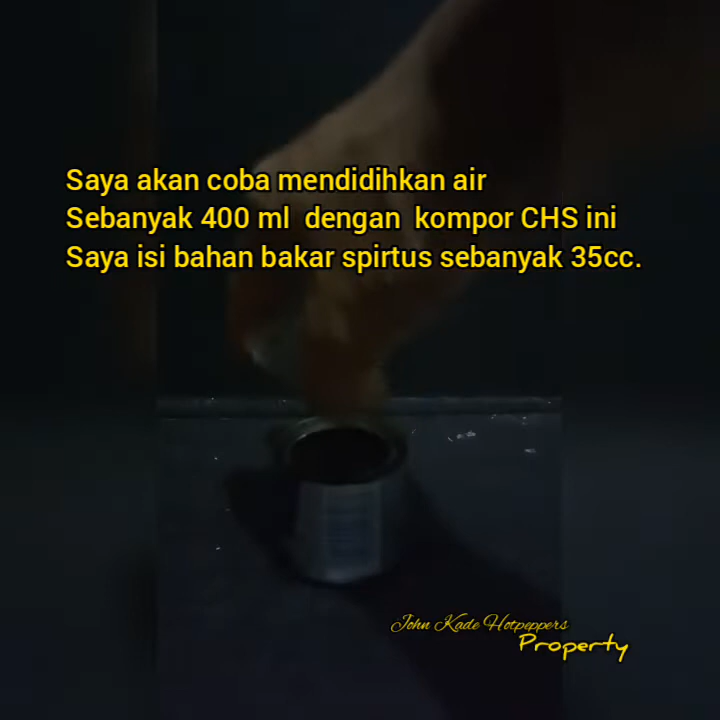 Saya akan coba mendidihkan air
Sebanyak 400 ml dengan kompor CHS ini
Saya isi bahan bakar spirtus sebanyak 35cc.
John Kade Hotpeppers
Property